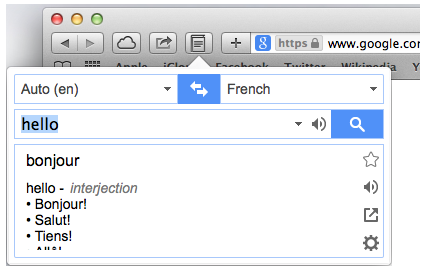 https www.google.co
Apple iCloud Facebook Twitter Wikipedia
Auto (en) French
hello
bonjour
hello - interjection
• Bonjour!
• Salut!
• Tiens!